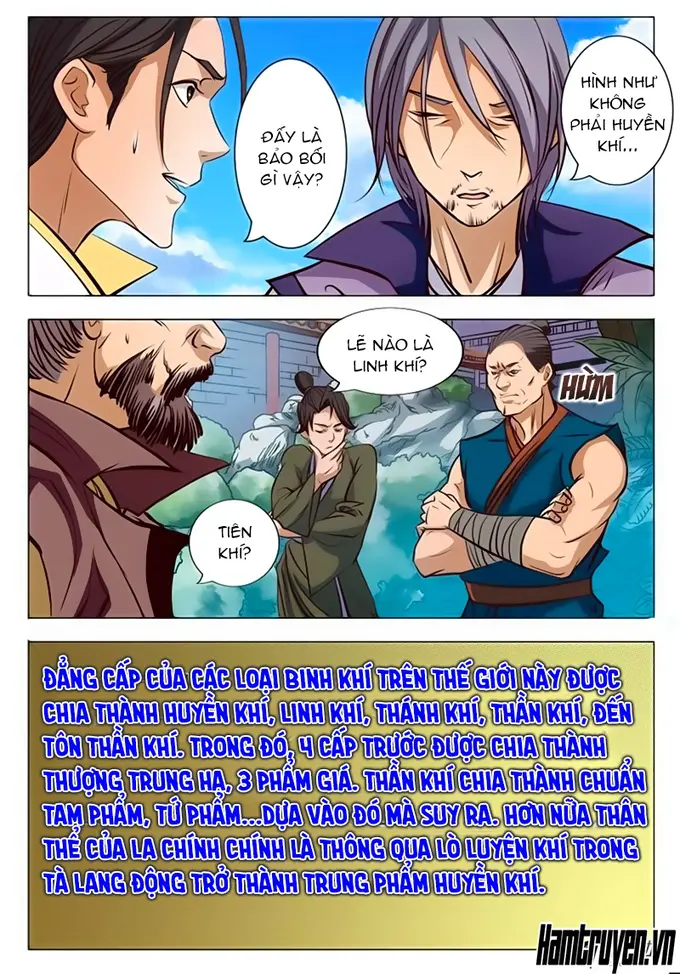 ĐẤY LÀ
BẢO BỐI
GÌ VẬY?
HÌNH NHƯ
KHÔNG
PHẢI HUYỀN
KHÍ...
LẼ NÀO LÀ
LINH KHÍ?
HỪM
TIÊN
KHÍ?
ĐẲNG CẤP CỦA CÁC LOẠI BINH KHÍ TRÊN THẾ GIỚI NÀY ĐƯỢC
CHIA THÀNH HUYỀN KHÍ, LINH KHÍ, THÁNH KHÍ, THẦN KHÍ, ĐẾN
TÔN THẦN KHÍ. TRONG ĐÓ, 4 CẤP TRƯỚC ĐƯỢC CHIA THÀNH
THƯỢNG TRUNG HẠ, 3 PHẨM GIÁ. THẦN KHÍ CHIA THÀNH CHUẨN
TAM PHẨM, TỨ PHẨM...DỰA VÀO ĐÓ MÀ SUY RA. HƠN NỮA THÂN
THỂ CỦA LA CHÍNH CHÍNH LÀ THÔNG QUA LÒ LUYỆN KHÍ TRONG
TÀ LANG ĐỘNG TRỞ THÀNH TRUNG PHẨM HUYỀN KHÍ.
Hamtruyen.vn